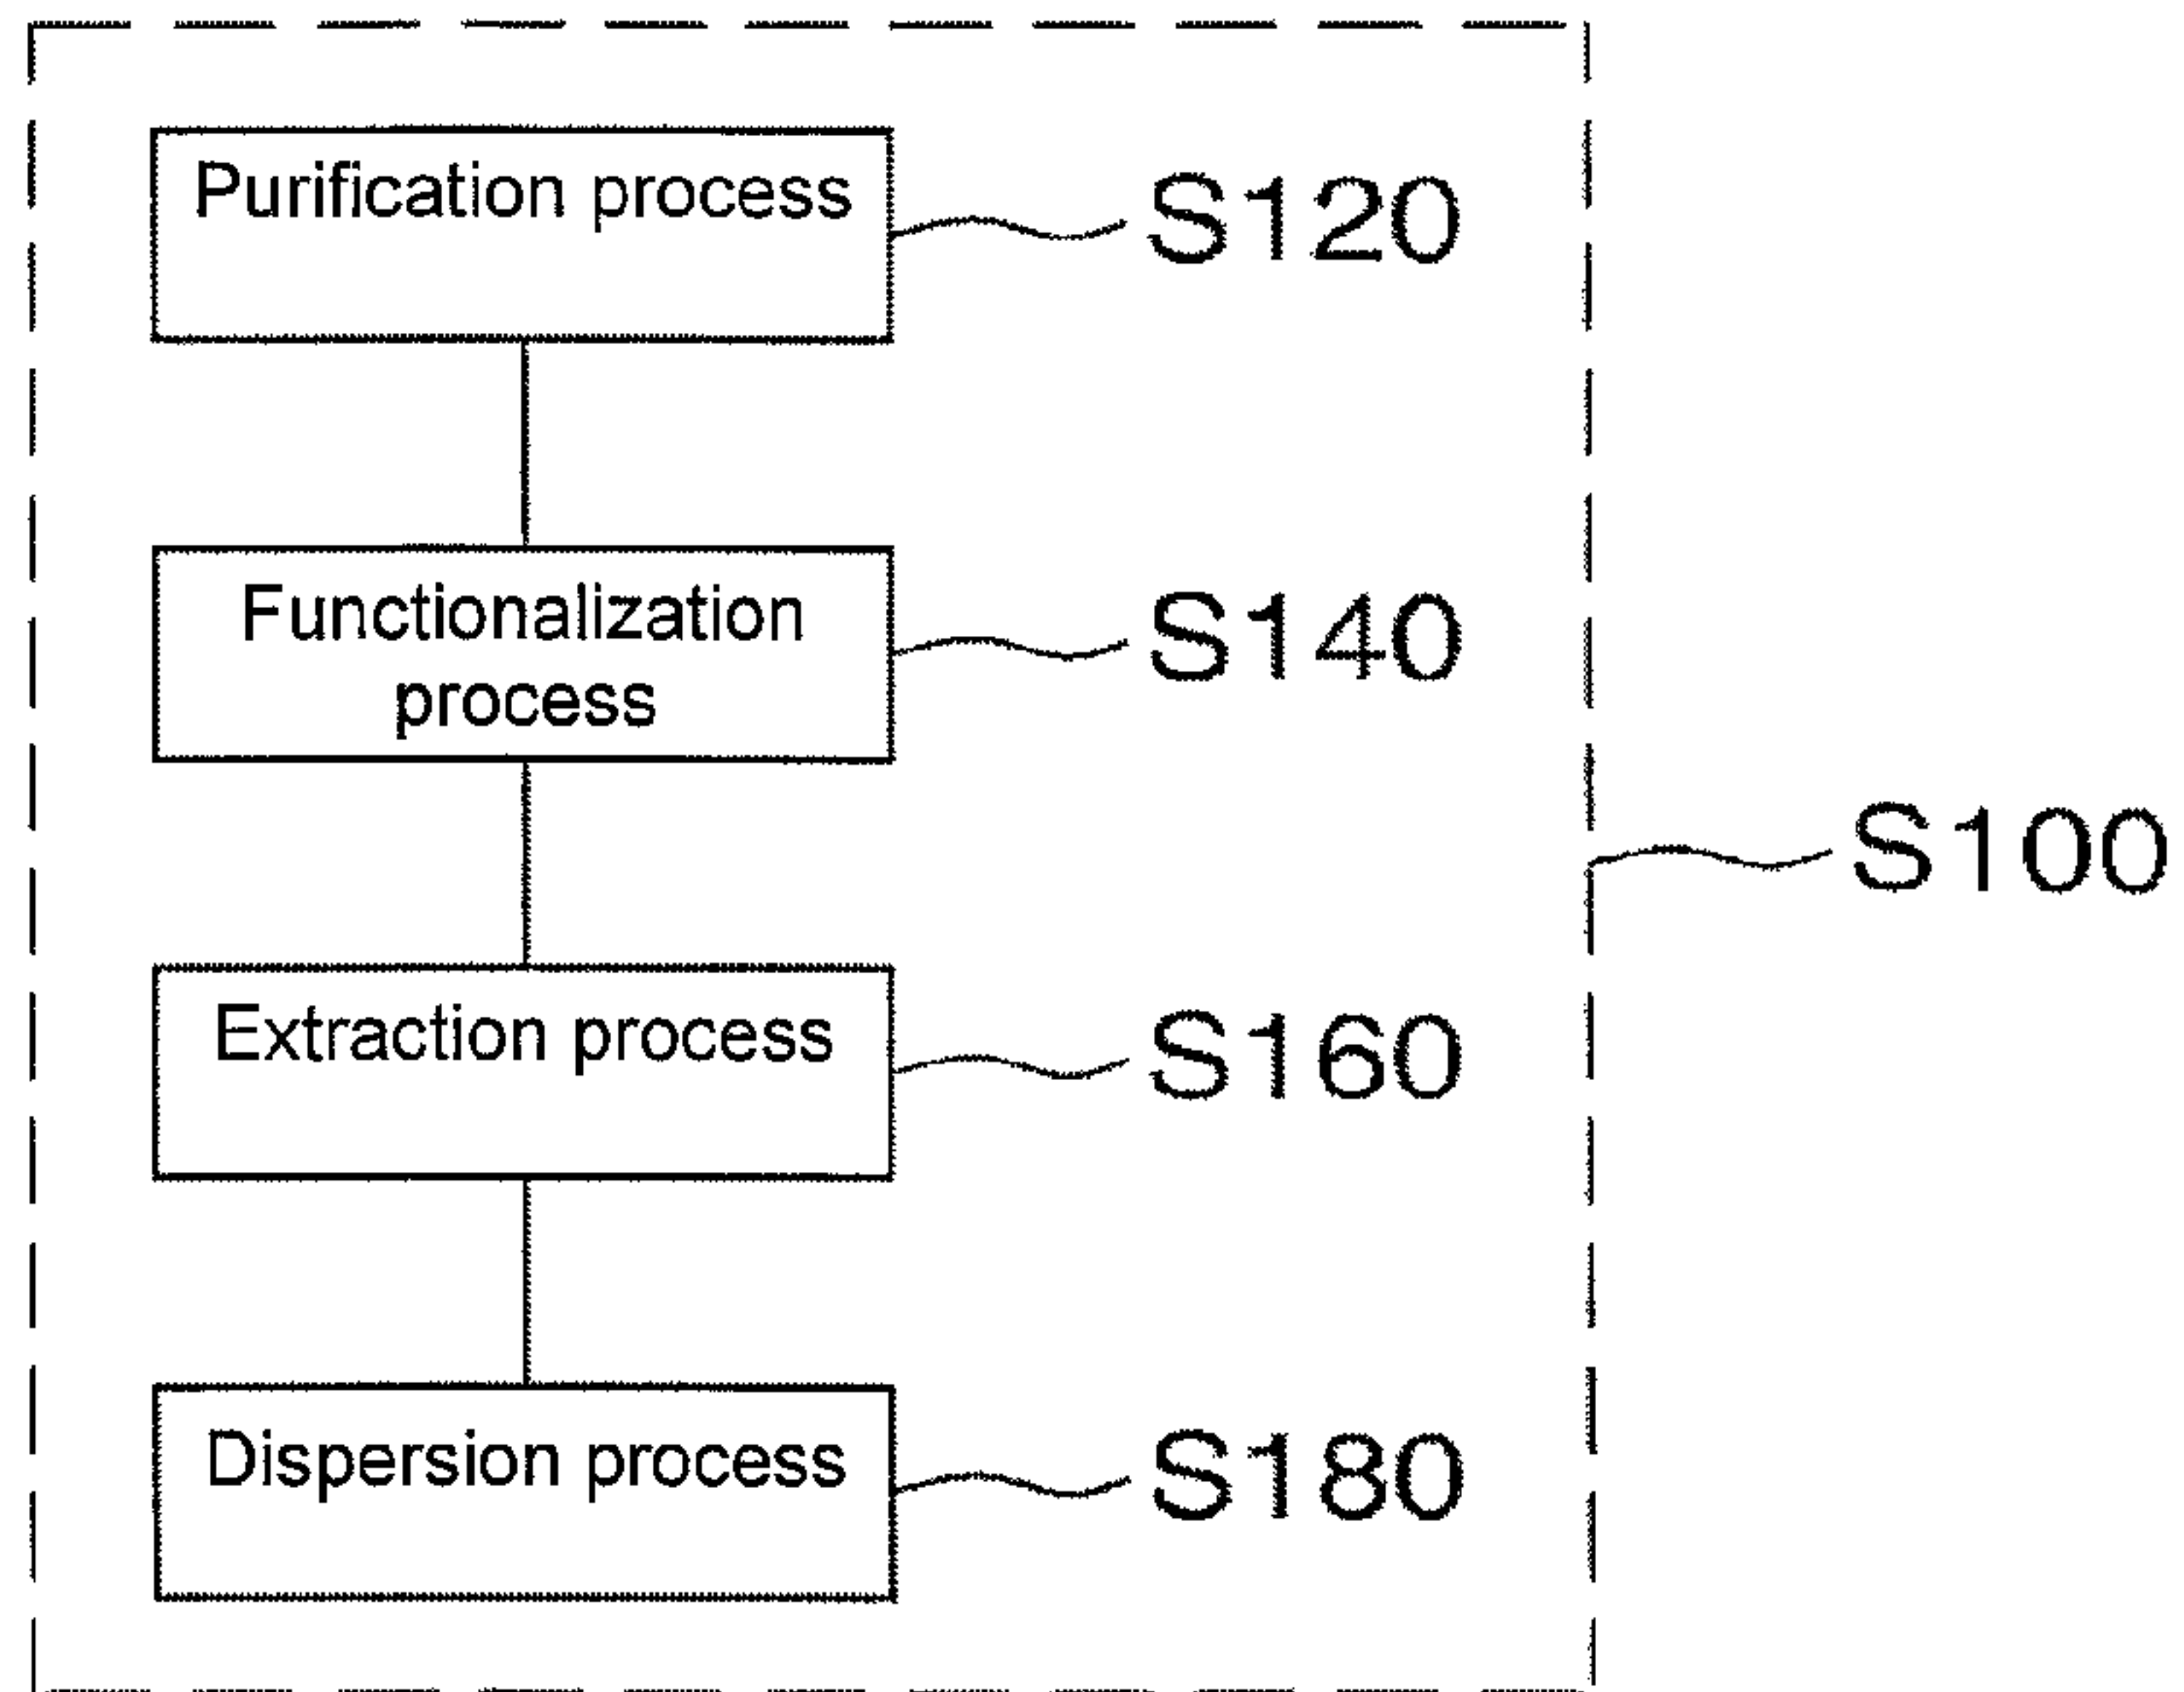 Purification process
S120
Functionalization
process
S140
S100
Extraction process
S160
Dispersion process
S180